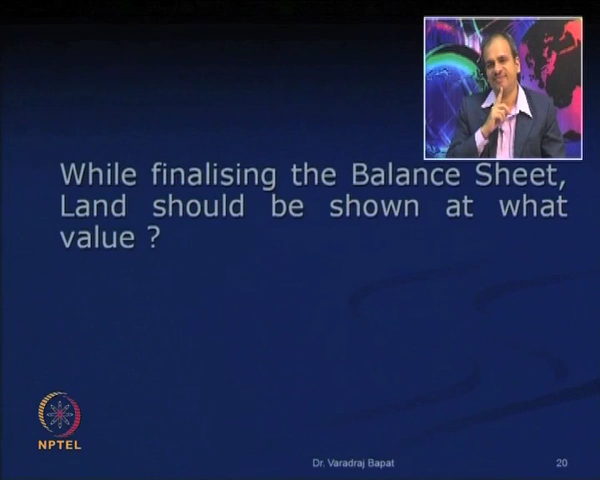 While finalising the Balance Sheet,
Land should be shown at what
value ?
NPTEL
Dr. Varadraj Bapat
20